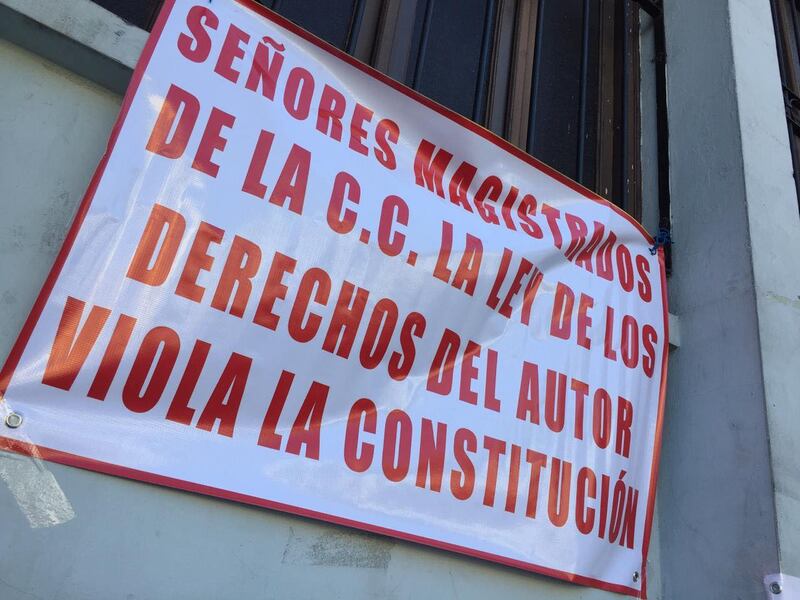 SEÑORES MAGISTRADOS
DE LA C.C. LA LEY DE LOS
DERECHOS DEL AUTOR
VIOLA LA CONSTITUCIÓN